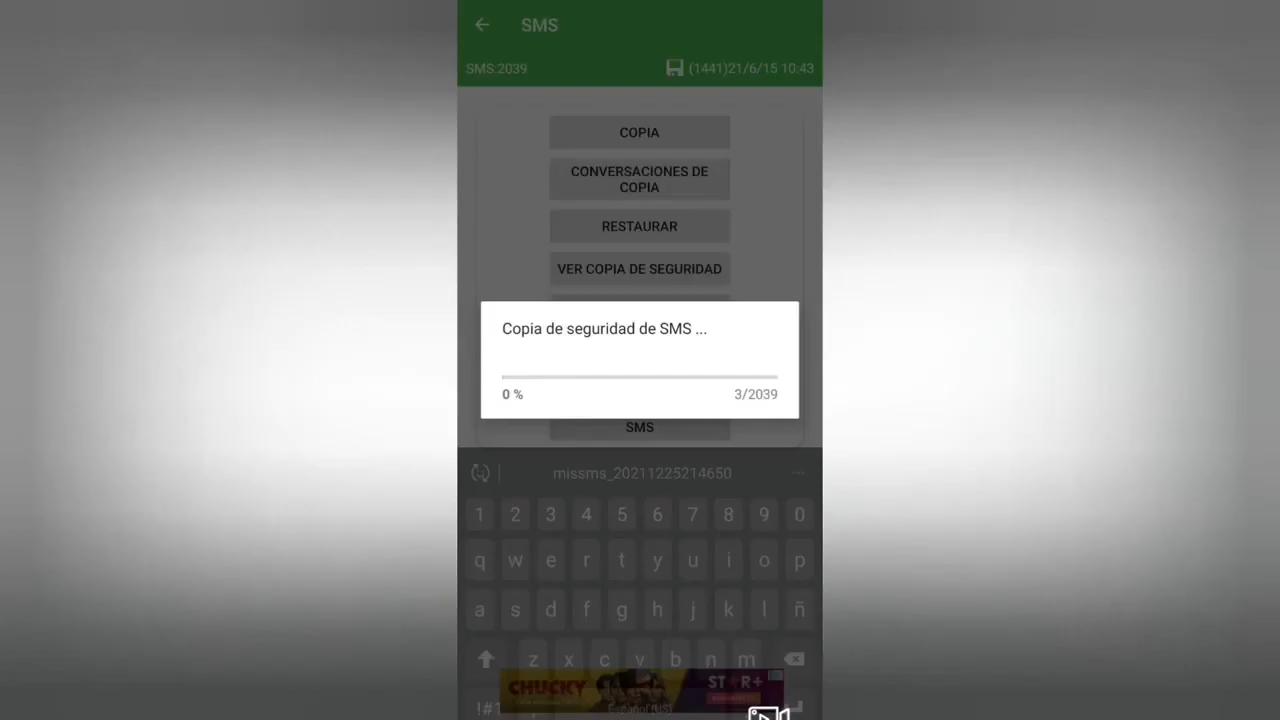 SMS
SMS:2039
(1441)21/6/15 10:43
COPIA
CONVERSACIONES DE
COPIA
RESTAURAR
VER COPIA DE SEGURIDAD
Copia de seguridad de SMS ...
0 %
3/2039
SMS
missms_20211225214650
...
1 2 3 4 5 6 7 8 9 0
q w e r t y u i o p
a s d f g h j k l ñ
z x c v b n m
CHUCKY
ST★R+
!#1
Español (US)